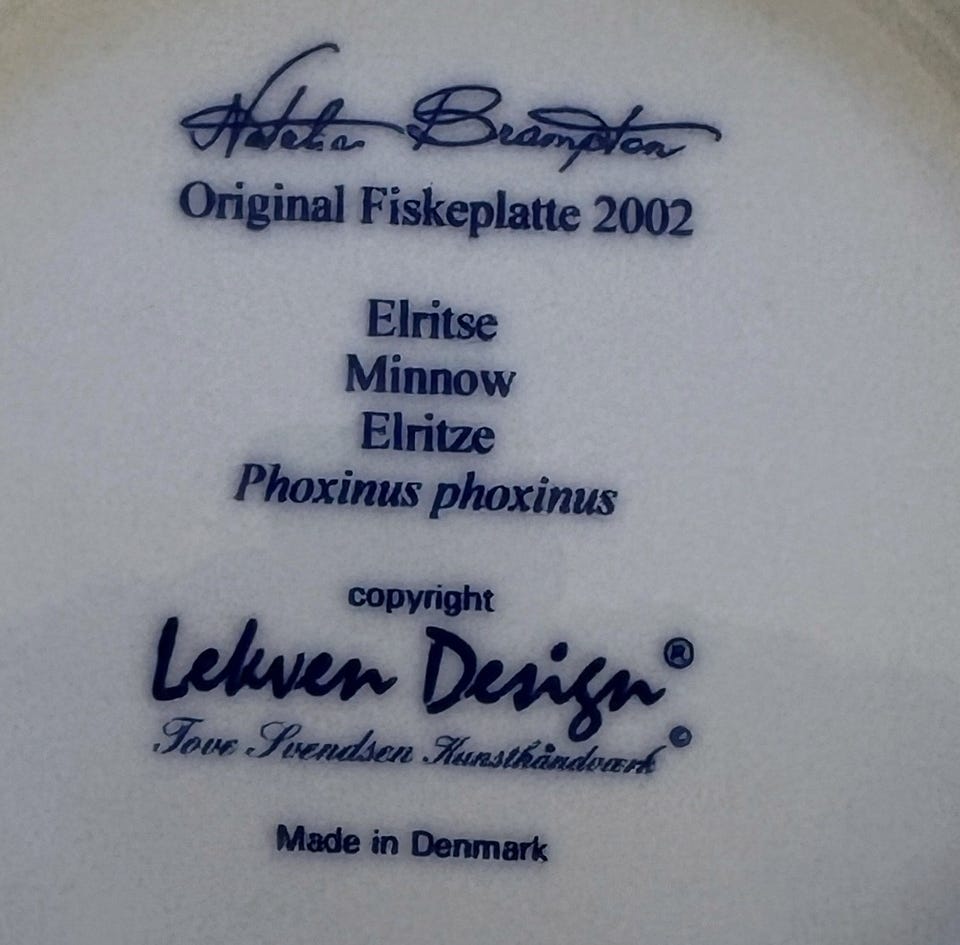 Natalia Brampton
Original Fiskeplatte 2002
Elritse
Minnow
Elritze
Phoxinus phoxinus
copyright
Lekven Design®
Tove Svendsen Kunsthåndværk©
Made in Denmark